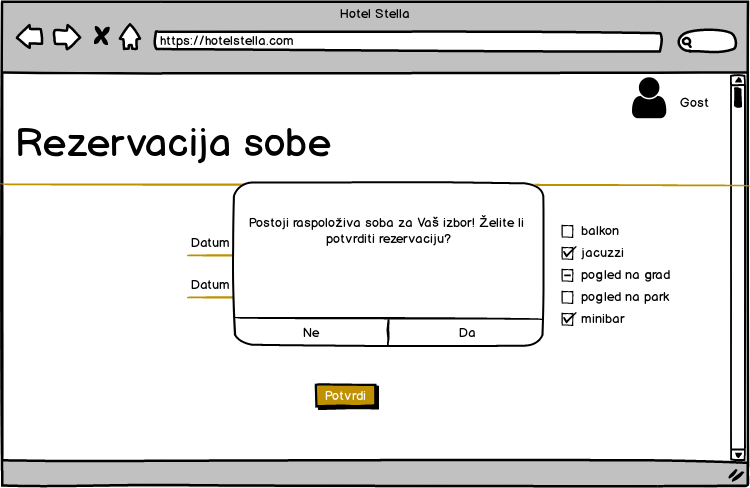 Hotel Stella
https://hotelstella.com
Gost
Rezervacija sobe
Postoji raspoloživa soba za Vaš izbor! Želite li
potvrditi rezervaciju?
Ne
Da
Datum
Datum
balkon
jacuzzi
pogled na grad
pogled na park
minibar
Potvrdi